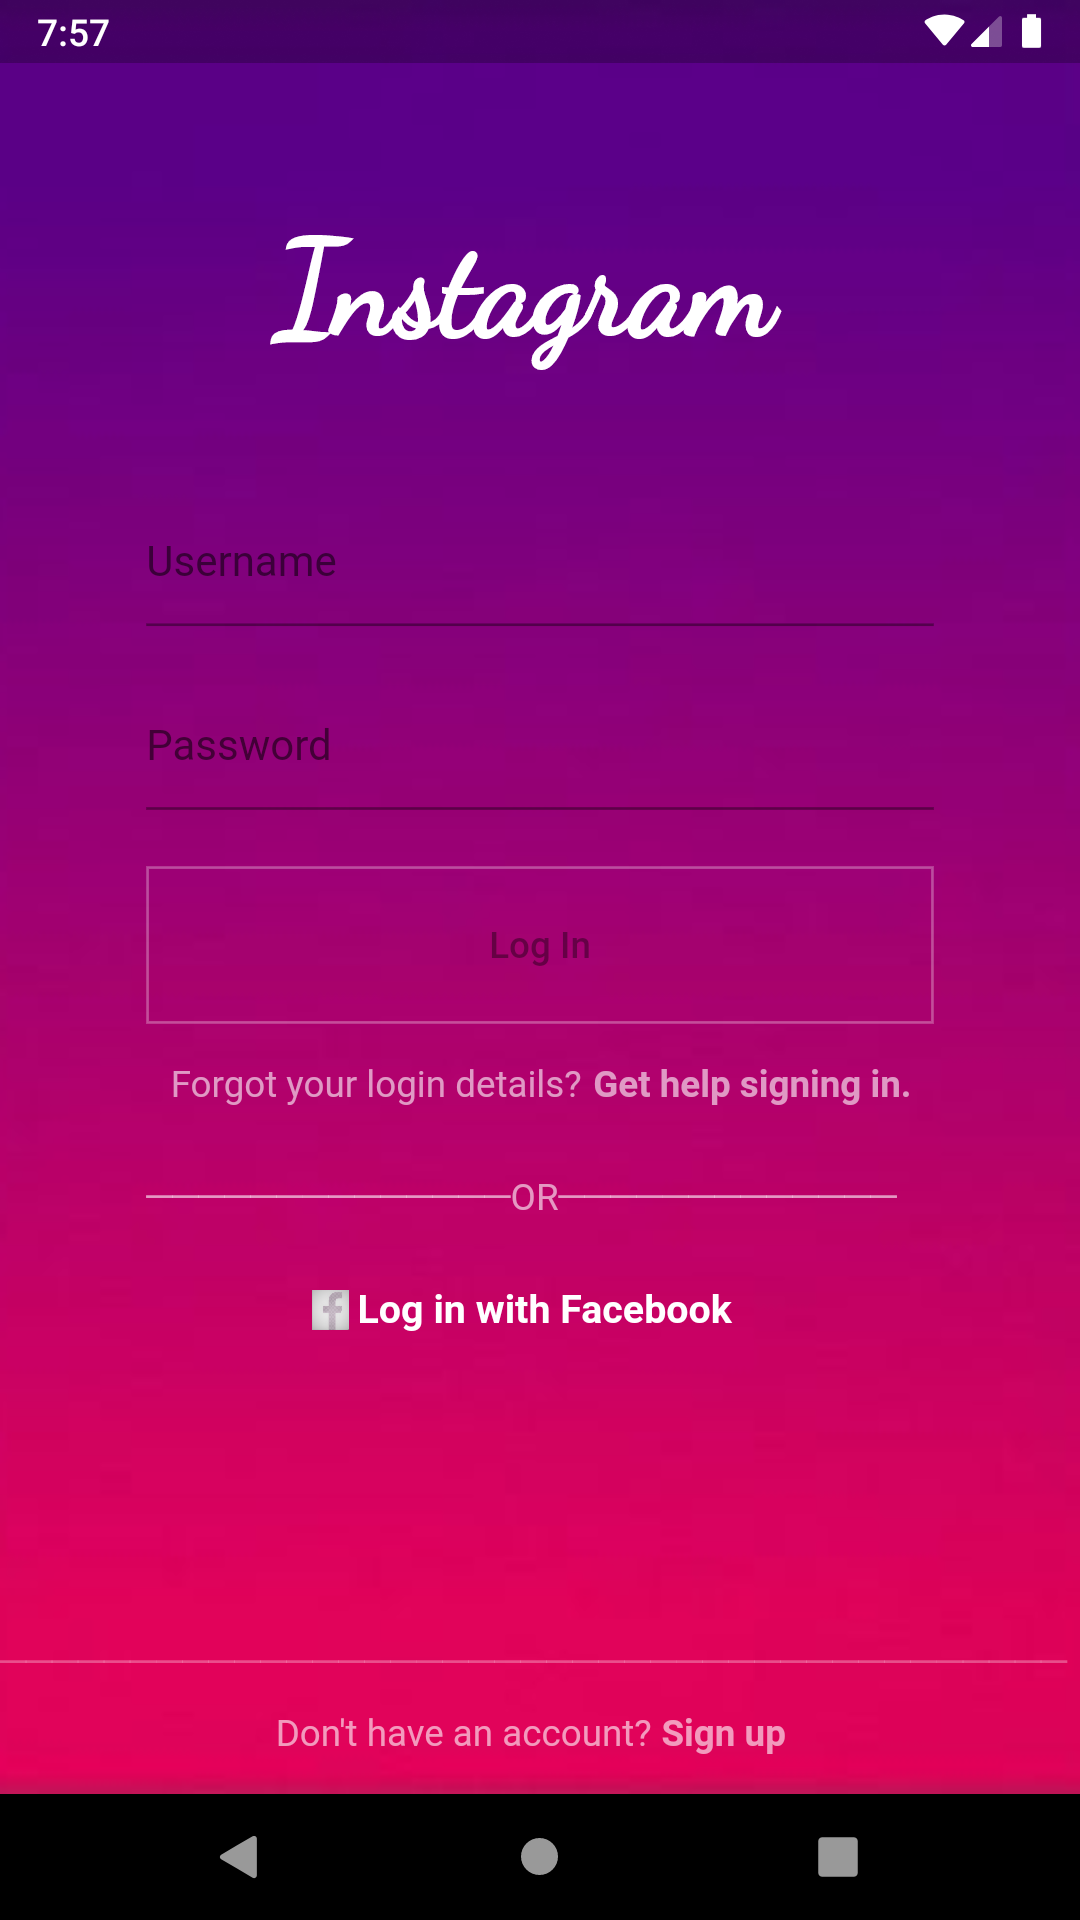 7:57
Instagram
Username
Password
Log In
Forgot your login details? Get help signing in.
OR
Log in with Facebook
Don't have an account? Sign up